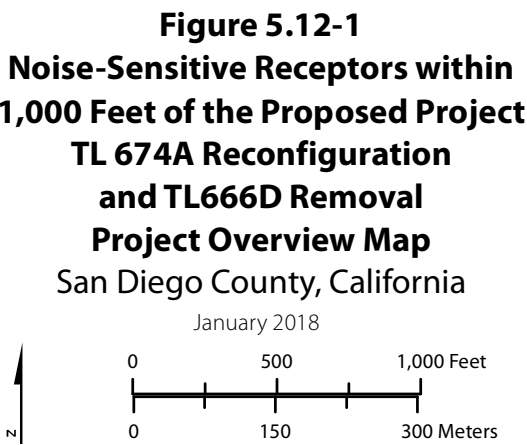 Figure 5.12-1
Noise-Sensitive Receptors within
1,000 Feet of the Proposed Project
TL 674A Reconfiguration
and TL666D Removal
Project Overview Map
San Diego County, California
January 2018
0 500 1,000 Feet
0 150 300 Meters
N